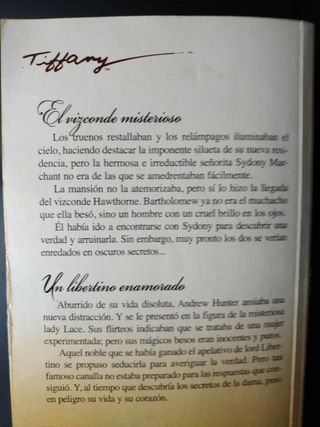 Tiffany
El vizconde misterioso
Los truenos restallaban y los relámpagos iluminaban el
cielo, haciendo destacar la imponente silueta de su nueva resi-
dencia, pero la hermosa e irreductible señorita Sydony Mar-
chant no era de las que se amedrentaban fácilmente.
La mansión no la atemorizaba, pero sí lo hizo la llegada
del vizconde Hawthorne. Bartholomew ya no era el muchacho
que ella besó, sino un hombre con un cruel brillo en los ojos.
Él había ido a encontrarse con Sydony para descubrir una
verdad y arruinarla. Sin embargo, muy pronto los dos se verían
enredados en oscuros secretos...
Un libertino enamorado
Aburrido de su vida disoluta, Andrew Hunter ansiaba una
nueva distracción. Y se le presentó en la figura de la misteriosa
lady Lace. Sus flirteos indicaban que se trataba de una mujer
experimentada; pero sus mágicos besos eran inocentes y puros.
Aquel noble que se había ganado el apelativo de lord Liber-
tino se propuso seducirla para averiguar la verdad. Pero tan
famoso canalla no estaba preparado para las respuestas que con-
siguió. Y, al tiempo que descubría los secretos de la dama, puso
en peligro su vida y su corazón.